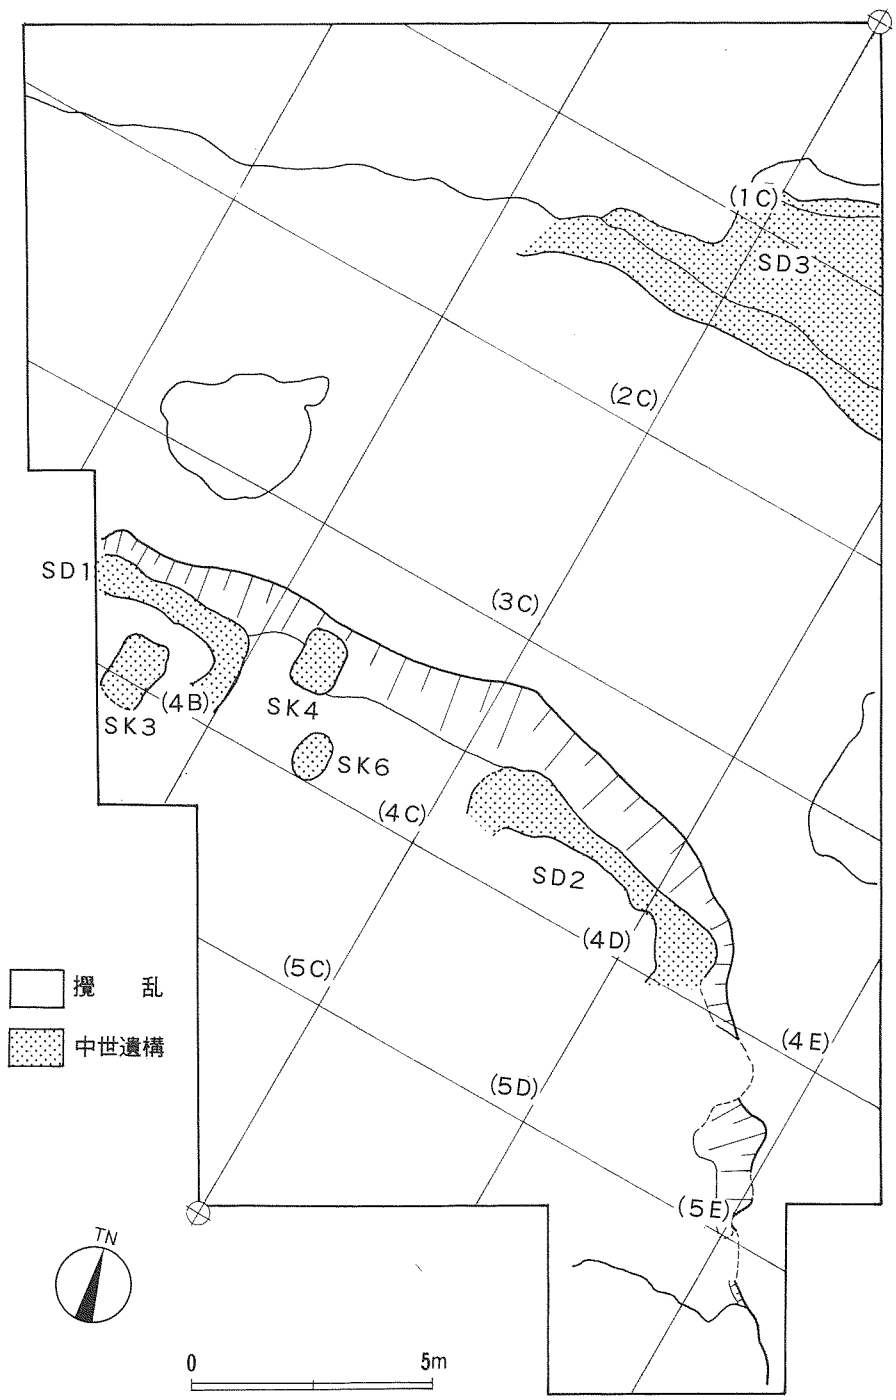 (1C)
SD3
(2C)
(3C)
SD1
(4B)
SK3
SK4
SK6
(4C)
SD2
(4D)
(5C)
攪 乱
中世遺構
(4E)
(5D)
(5E)
TN
0 5m